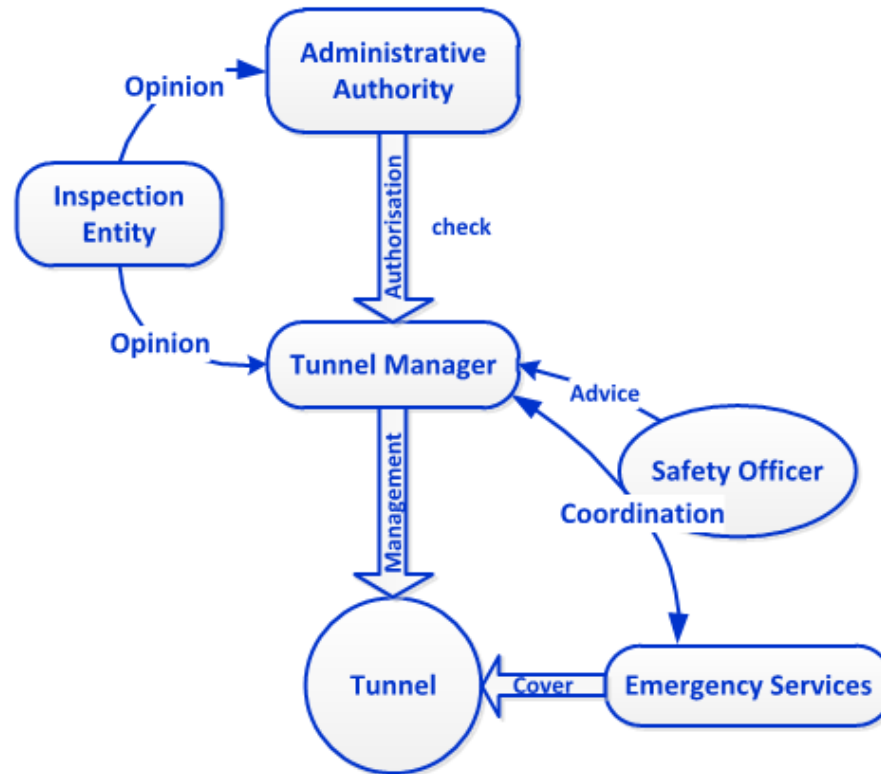 Administrative
Authority
Opinion
Inspection
Entity
Authorisation
check
Opinion
Tunnel Manager
Advice
Management
Safety Officer
Coordination
Tunnel
Cover
Emergency Services